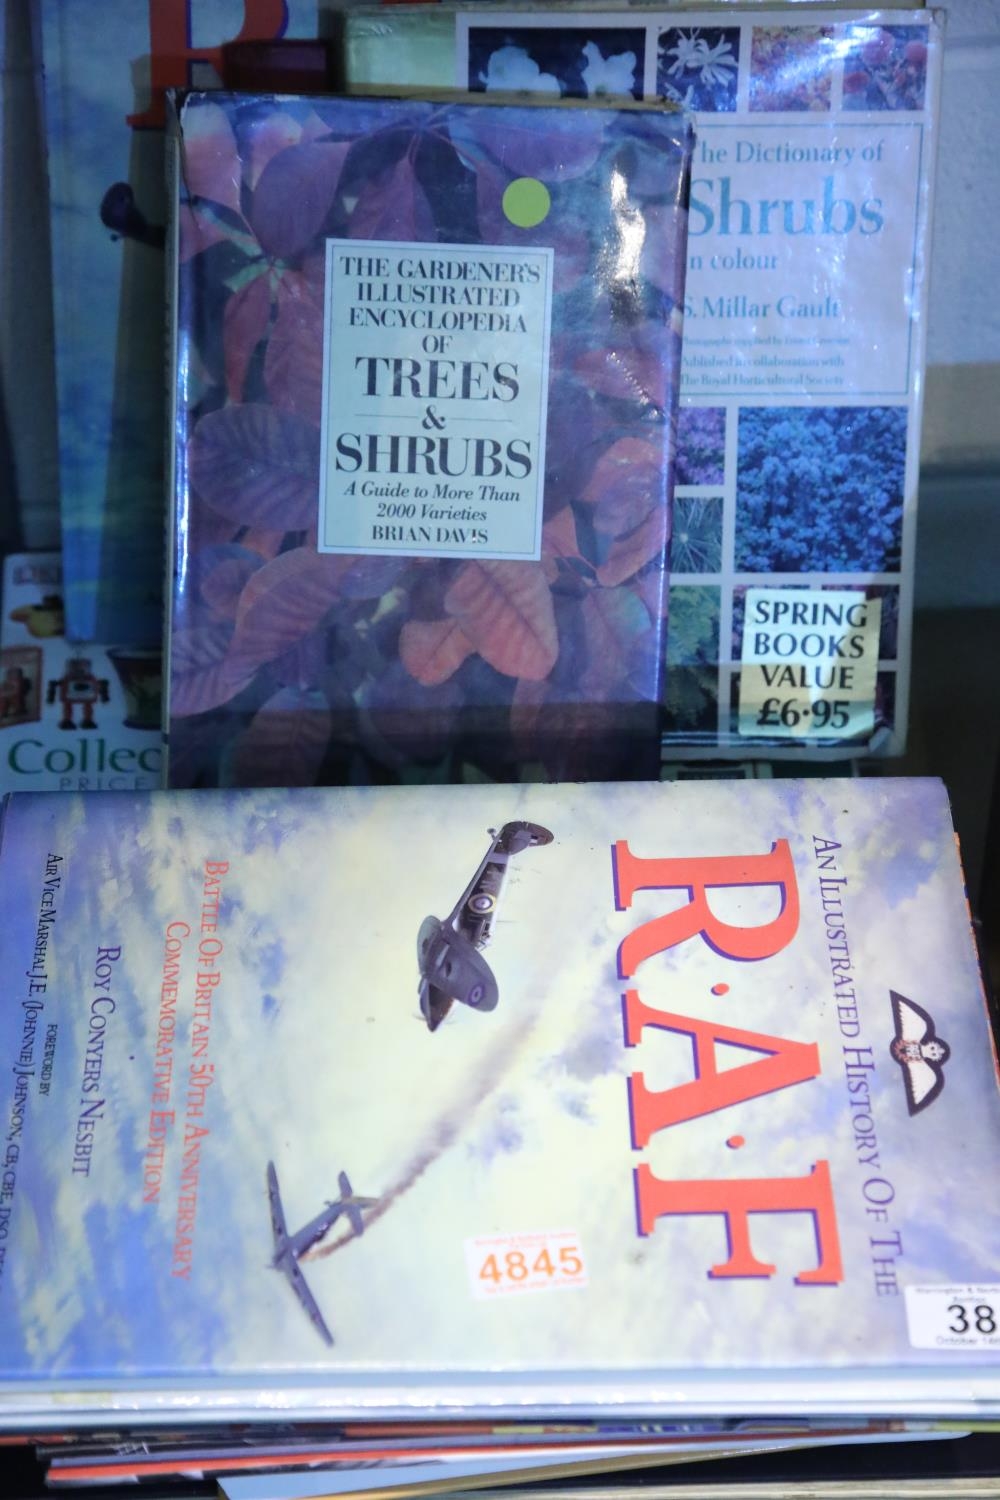 The Dictionary of
Shrubs
n colour
S. Millar Gault
Published in collaboration with
The Royal Horticultural Society
SPRING
BOOKS
VALUE
£6.95
THE GARDENER'S
ILLUSTRATED
ENCYCLOPEDIA
OF
TREES
&
SHRUBS
A Guide to More Than
2000 Varieties
BRIAN DAVIS
Collec
PRICE
AN ILLUSTRATED HISTORY OF THE
R·A·F
BATTLE OF BRITAIN 50TH ANNIVERSARY
COMMEMORATIVE EDITION
ROY CONYERS NESBIT
FOREWORD BY
AIR VICE MARSHAL J.E. (JOHNNIE) JOHNSON, CB, CBE, DSO,
4845
38